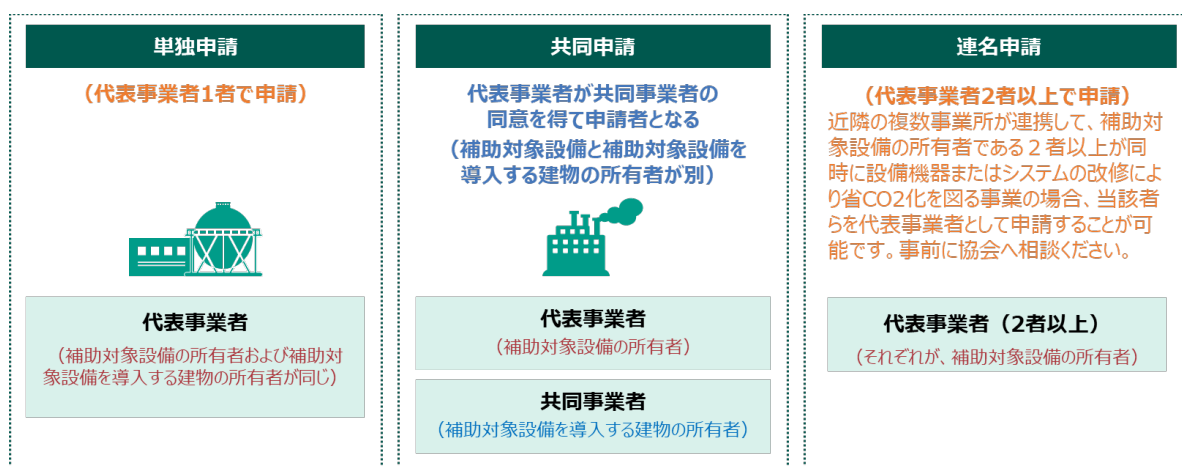 単独申請
（代表事業者1者で申請）
代表事業者
（補助対象設備の所有者および補助対
象設備を導入する建物の所有者が同じ）
共同申請
代表事業者が共同事業者の
同意を得て申請者となる
（補助対象設備と補助対象設備を
導入する建物の所有者が別）
代表事業者
（補助対象設備の所有者）
共同事業者
（補助対象設備を導入する建物の所有者）
連名申請
（代表事業者2者以上で申請）
近隣の複数事業所が連携して、補助対
象設備の所有者である２者以上が同
時に設備機器またはシステムの改修によ
り省CO2化を図る事業の場合、当該者
らを代表事業者として申請することが可
能です。事前に協会へ相談ください。
代表事業者（2者以上）
（それぞれが、補助対象設備の所有者）